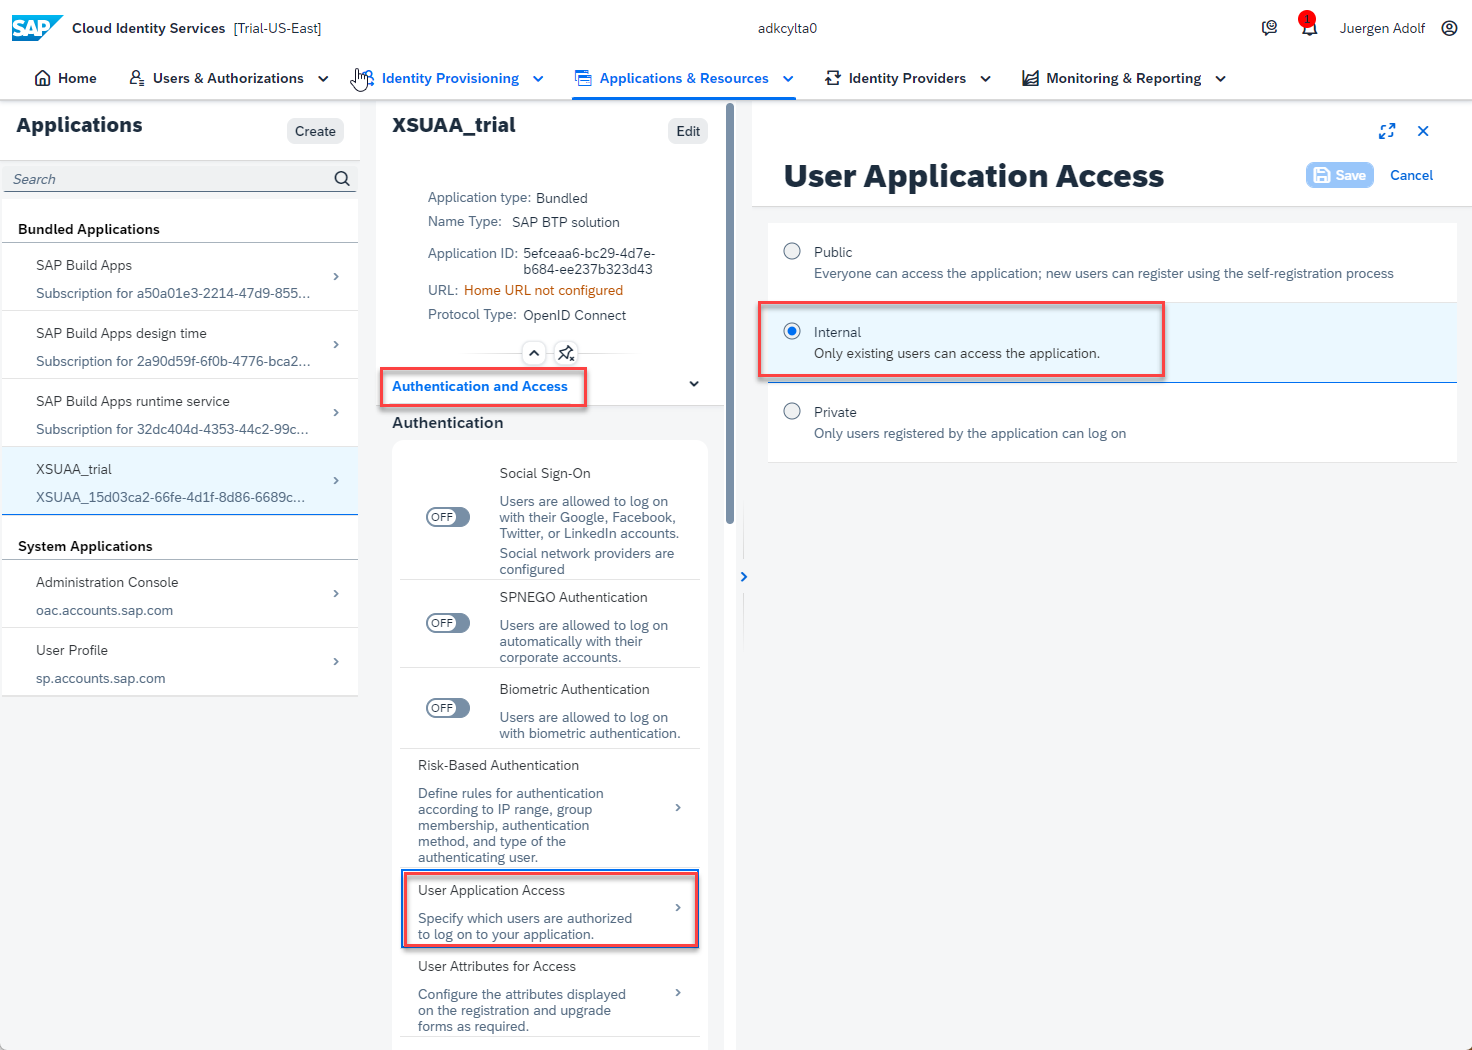 SAP Cloud Identity Services [Trial-US-East]
adkcylta0
1
Juergen Adolf
Home
Users & Authorizations
Identity Provisioning
Applications & Resources
Identity Providers
Monitoring & Reporting
Applications
Create
Search
Bundled Applications
SAP Build Apps
Subscription for a50a01e3-2214-47d9-855...
SAP Build Apps design time
Subscription for 2a90d59f-6f0b-4776-bca2...
SAP Build Apps runtime service
Subscription for 32dc404d-4353-44c2-99c...
XSUAA_trial
XSUAA_15d03ca2-66fe-4d1f-8d86-6689c...
System Applications
Administration Console
oac.accounts.sap.com
User Profile
sp.accounts.sap.com
XSUAA_trial
Edit
Application type: Bundled
Name Type: SAP BTP solution
Application ID: 5efceaa6-bc29-4d7e-
b684-ee237b323d43
URL: Home URL not configured
Protocol Type: OpenID Connect
Authentication and Access
Authentication
Social Sign-On
OFF
Users are allowed to log on
with their Google, Facebook,
Twitter, or LinkedIn accounts.
Social network providers are
configured
SPNEGO Authentication
OFF
Users are allowed to log on
automatically with their
corporate accounts.
Biometric Authentication
OFF
Users are allowed to log on
with biometric authentication.
Risk-Based Authentication
Define rules for authentication
according to IP range, group
membership, authentication
method, and type of the
authenticating user.
User Application Access
Specify which users are authorized
to log on to your application.
User Attributes for Access
Configure the attributes displayed
on the registration and upgrade
forms as required.
User Application Access
Save
Cancel
Public
Everyone can access the application; new users can register using the self-registration process
Internal
Only existing users can access the application.
Private
Only users registered by the application can log on